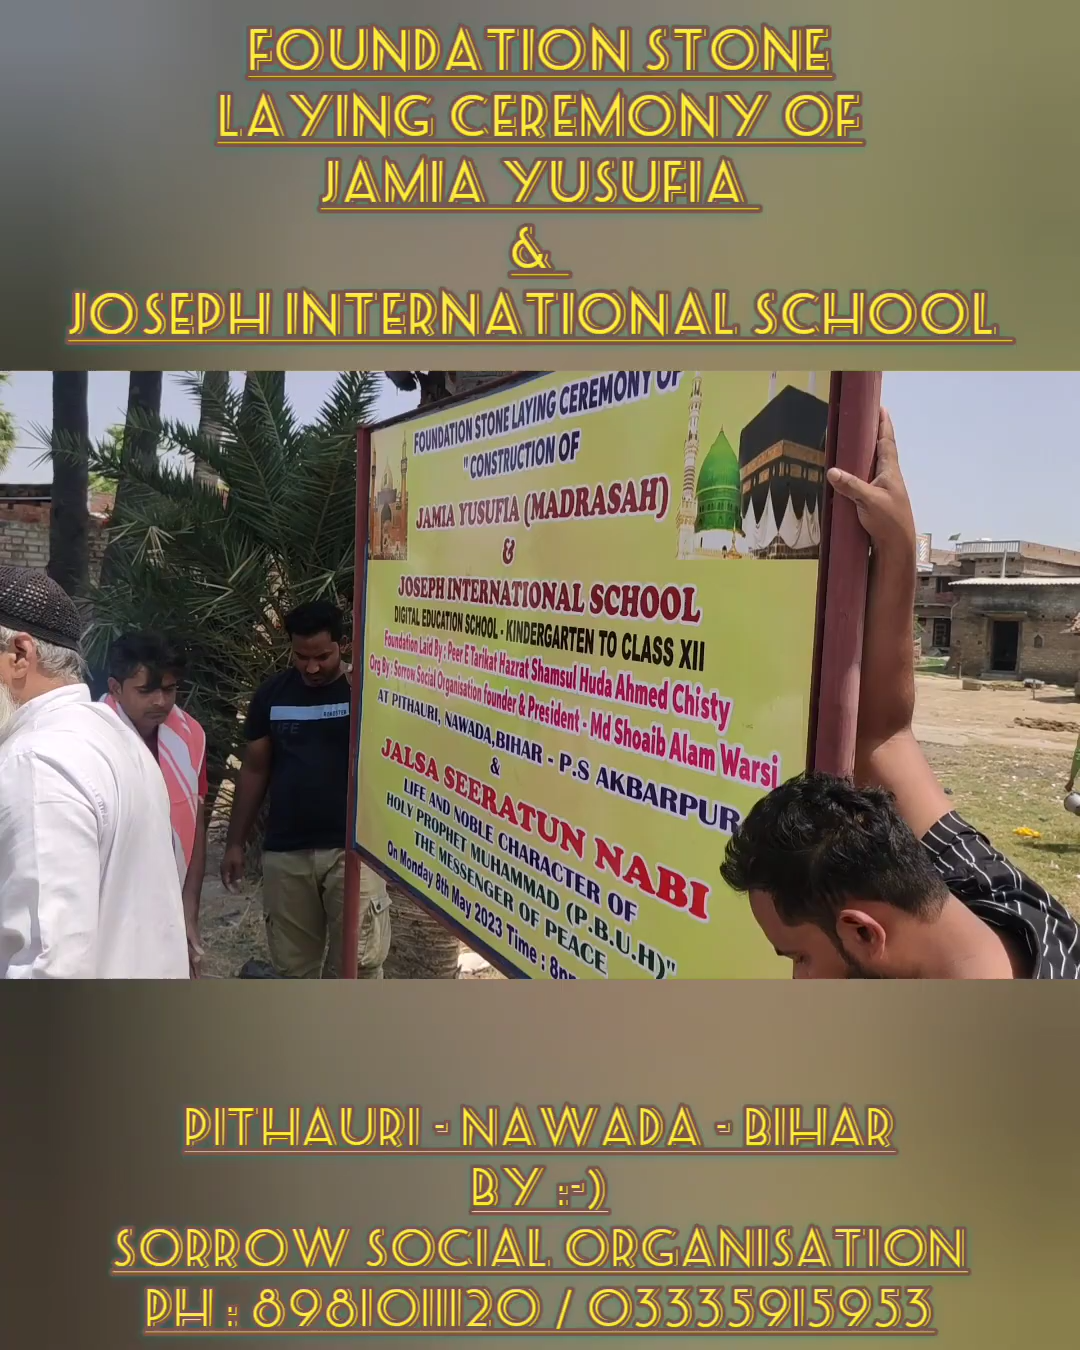 FOUNDATION STONE
LAYING CEREMONY OF
JAMIA YUSUFIA
&
JOSEPH INTERNATIONAL SCHOOL
FOUNDATION STONE LAYING CEREMONY OF
"CONSTRUCTION OF
JAMIA YUSUFIA (MADRASAH)
&
JOSEPH INTERNATIONAL SCHOOL
DIGITAL EDUCATION SCHOOL - KINDERGARTEN TO CLASS XII
Foundation Laid By : Peer E Tarikat Hazrat Shamsul Huda Ahmed Chisty
Org By : Sorrow Social Organisation founder & President - Md Shoaib Alam Warsi
AT PITHAURI, NAWADA,BIHAR - P.S AKBARPUR
&
JALSA SEERATUN NABI
LIFE AND NOBLE CHARACTER OF
HOLY PROPHET MUHAMMAD (P.B.U.H)"
THE MESSENGER OF PEACE
On Monday 8th May 2023 Time : 8p
ROADSTER
LIFE
PITHAURI - NAWADA - BIHAR
BY :-)
SORROW SOCIAL ORGANISATION
PH : 8981011120 / 03335915953